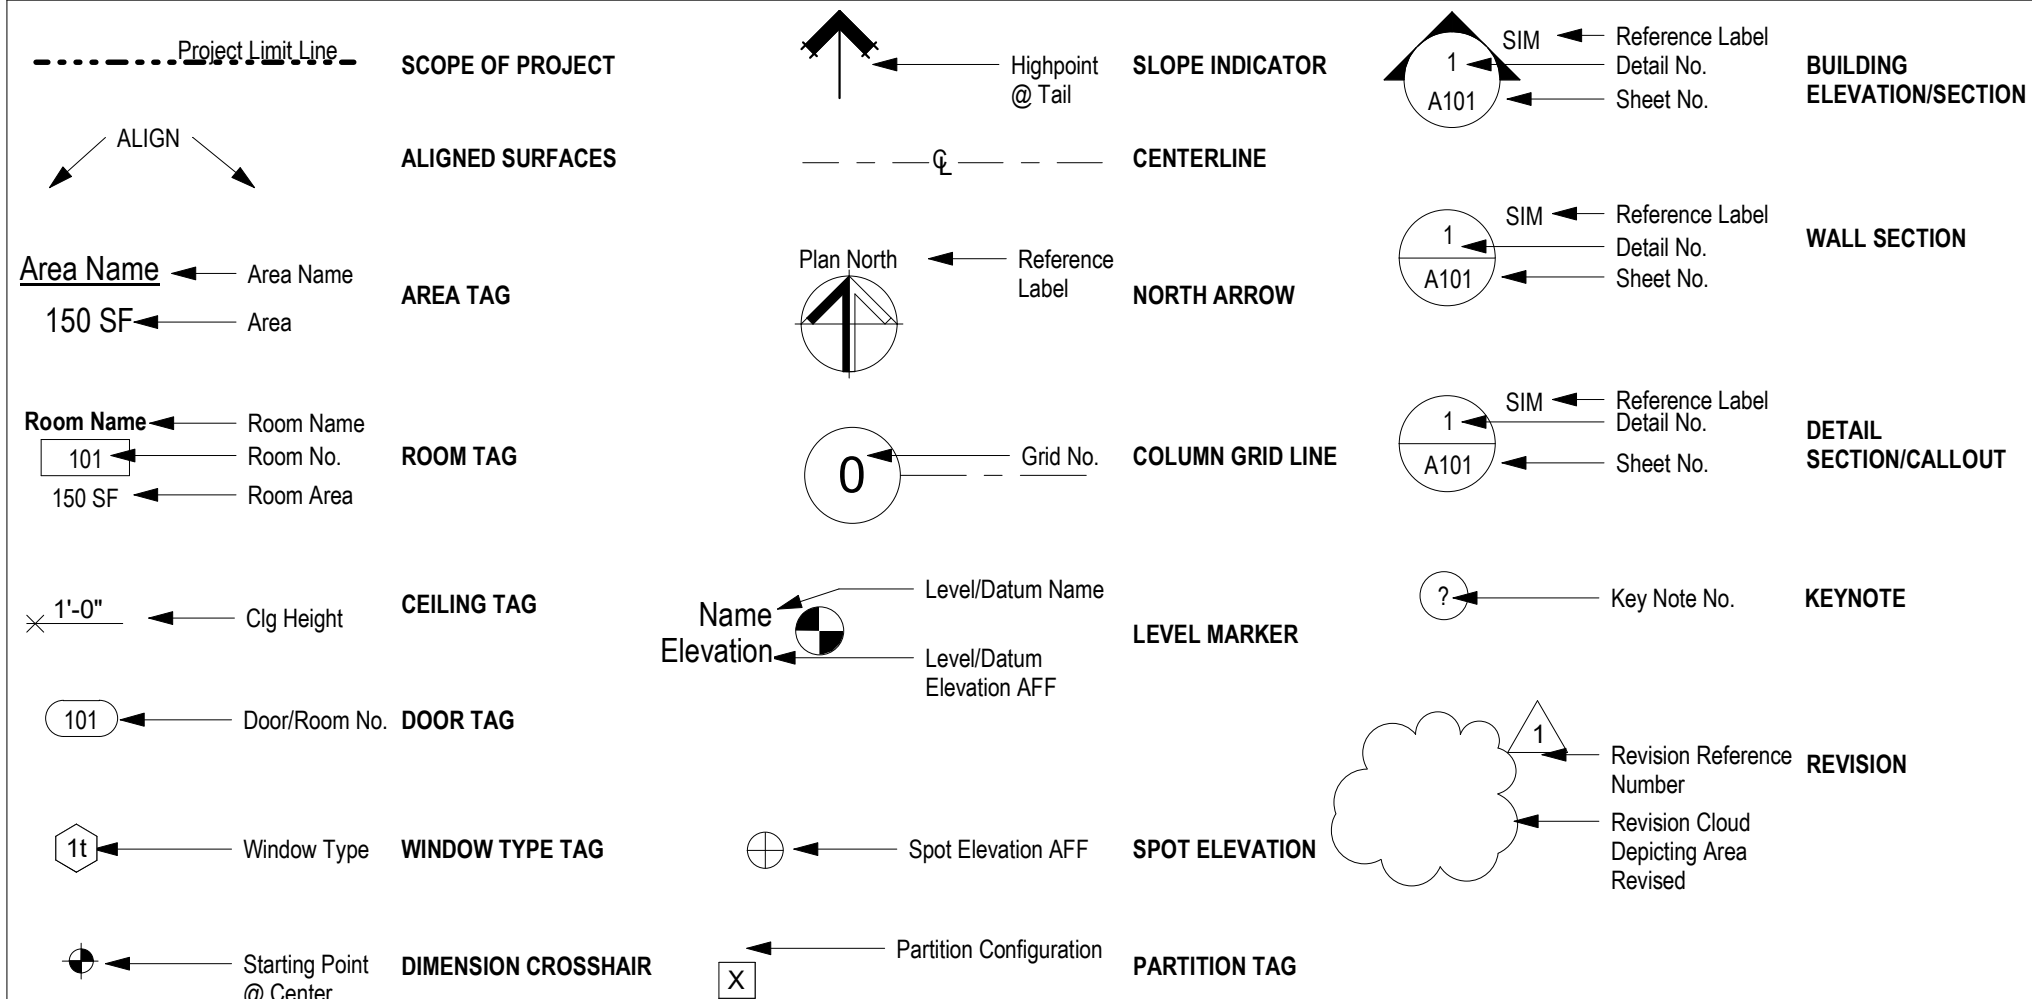 Project Limit Line
SCOPE OF PROJECT
ALIGN
ALIGNED SURFACES
Area Name
Area Name
150 SF
Area
AREA TAG
Room Name
Room Name
101
Room No.
150 SF
Room Area
ROOM TAG
1'-0"
Clg Height
CEILING TAG
101
Door/Room No.
DOOR TAG
1t
Window Type
WINDOW TYPE TAG
Starting Point
@ Center
DIMENSION CROSSHAIR
Highpoint
@ Tail
SLOPE INDICATOR
℄
CENTERLINE
Plan North
Reference
Label
NORTH ARROW
0
Grid No.
COLUMN GRID LINE
Name
Elevation
Level/Datum Name
Level/Datum
Elevation AFF
LEVEL MARKER
Spot Elevation AFF
SPOT ELEVATION
X
Partition Configuration
PARTITION TAG
SIM
Reference Label
1
Detail No.
A101
Sheet No.
BUILDING
ELEVATION/SECTION
SIM
Reference Label
1
Detail No.
A101
Sheet No.
WALL SECTION
SIM
Reference Label
1
Detail No.
A101
Sheet No.
DETAIL
SECTION/CALLOUT
?
Key Note No.
KEYNOTE
1
Revision Reference
Number
REVISION
Revision Cloud
Depicting Area
Revised